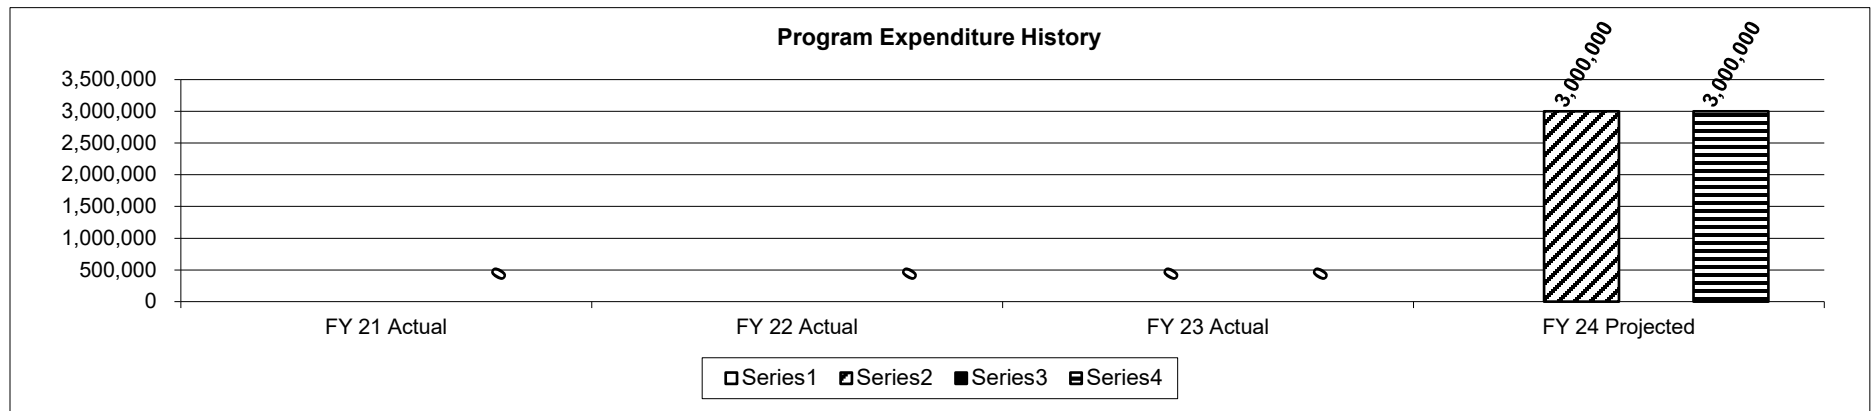 Program Expenditure History
3,000,000 3,000,000
3,500,000
3,000,000
2,500,000
2,000,000
1,500,000
1,000,000
500,000
0
0 0 0 0
FY 21 Actual FY 22 Actual FY 23 Actual FY 24 Projected
Series1 Series2 Series3 Series4